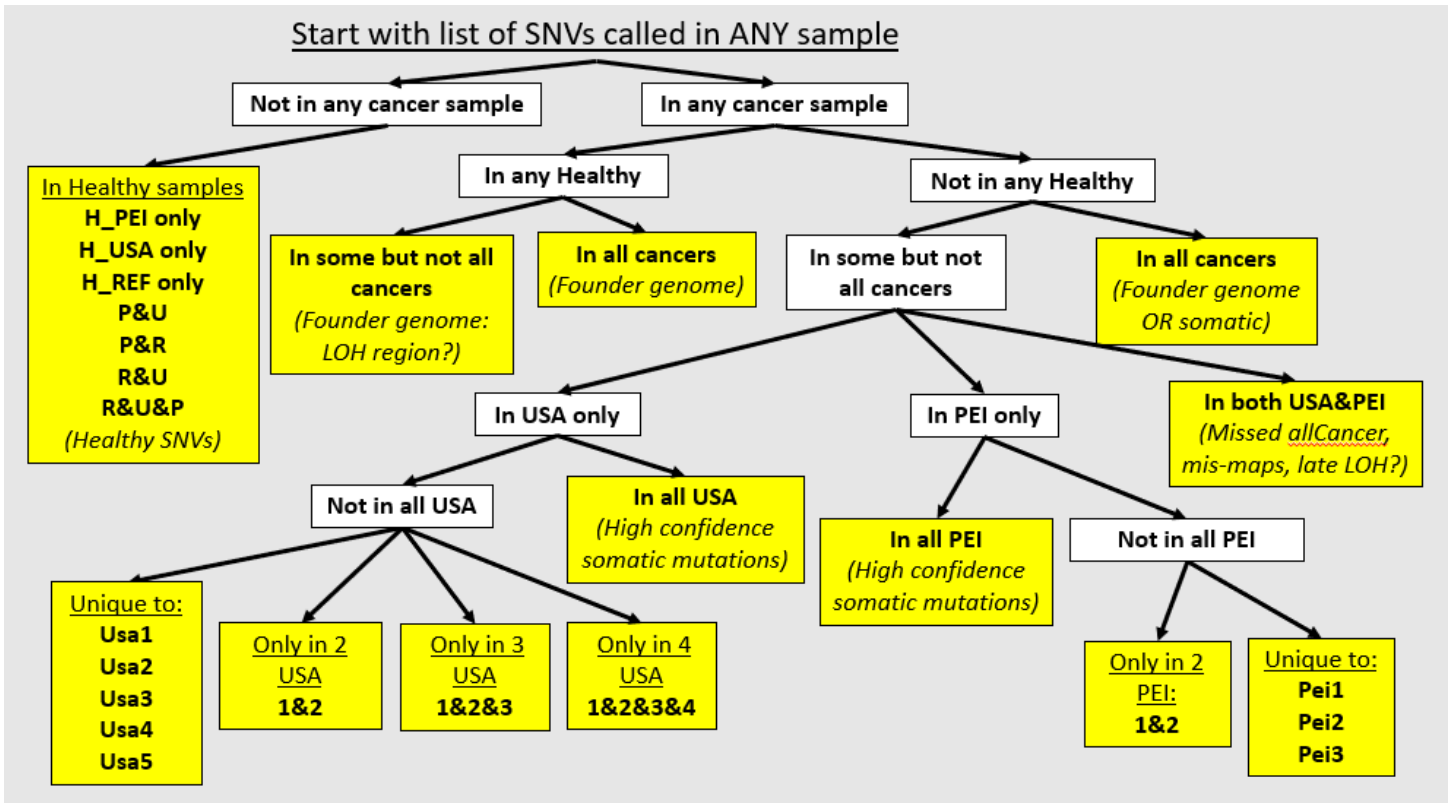 Start with list of SNVs called in ANY sample
Not in any cancer sample
In any cancer sample
In Healthy samples
H_PEI only
H_USA only
H_REF only
P&U
P&R
R&U
R&U&P
(Healthy SNVs)
In any Healthy
Not in any Healthy
In some but not all
cancers
(Founder genome:
LOH region?)
In all cancers
(Founder genome)
In some but not
all cancers
In all cancers
(Founder genome
OR somatic)
In USA only
In PEI only
In both USA&PEI
(Missed allCancer,
mis-maps, late LOH?)
Not in all USA
In all USA
(High confidence
somatic mutations)
In all PEI
(High confidence
somatic mutations)
Not in all PEI
Unique to:
Usa1
Usa2
Usa3
Usa4
Usa5
Only in 2
USA
1&2
Only in 3
USA
1&2&3
Only in 4
USA
1&2&3&4
Only in 2
PEI:
1&2
Unique to:
Pei1
Pei2
Pei3